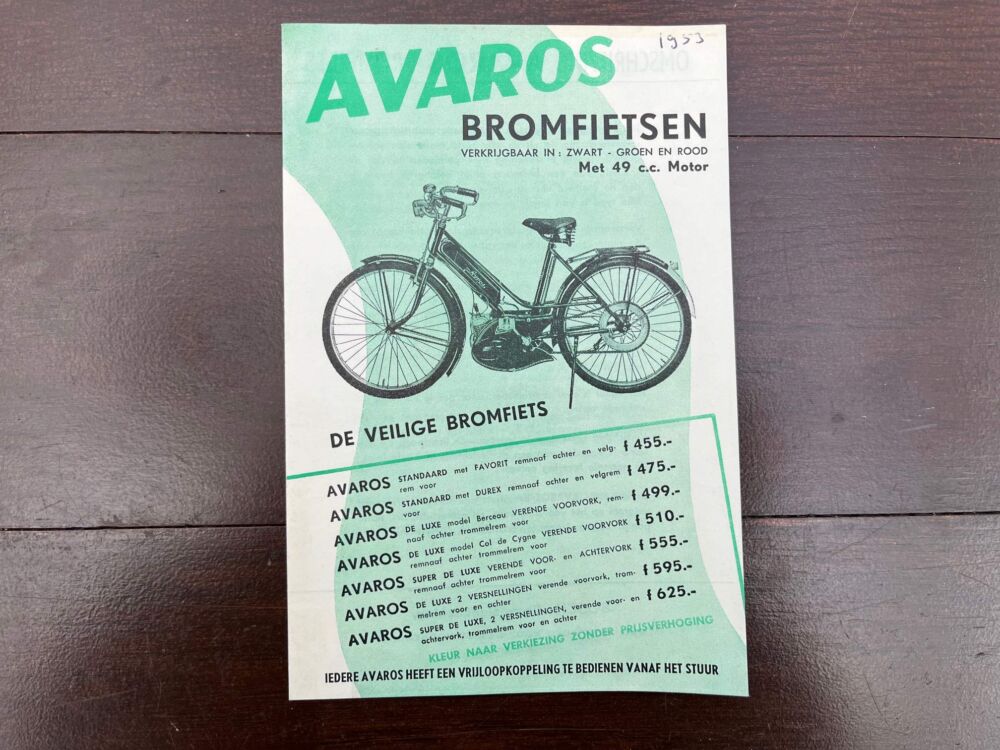 1953
AVAROS
BROMFIETSEN
VERKRIJGBAAR IN: ZWART - GROEN EN ROOD
Met 49 c.c. Motor
DE VEILIGE BROMFIETS
AVAROS STANDAARD met FAVORIT remnaaf achter en velg- f 455.-
rem voor
AVAROS STANDAARD met DUREX remnaaf achter en velgrem f 475.-
voor
AVAROS DE LUXE model Berceau VERENDE VOORVORK, rem- f 499.-
naaf achter trommelrem voor
AVAROS DE LUXE model Col de Cygne VERENDE VOORVORK f 510.-
remnaaf achter trommelrem voor
AVAROS SUPER DE LUXE VERENDE VOOR- en ACHTERVORK f 555.-
remnaaf achter trommelrem voor
AVAROS DE LUXE 2 VERSNELLINGEN verende voorvork, trom- f 595.-
melrem voor en achter
AVAROS SUPER DE LUXE, 2 VERSNELLINGEN, verende voor- en f 625.-
achtervork, trommelrem voor en achter
KLEUR NAAR VERKIEZING ZONDER PRIJSVERHOGING
IEDERE AVAROS HEEFT EEN VRIJLOOPKOPPELING TE BEDIENEN VANAF HET STUUR